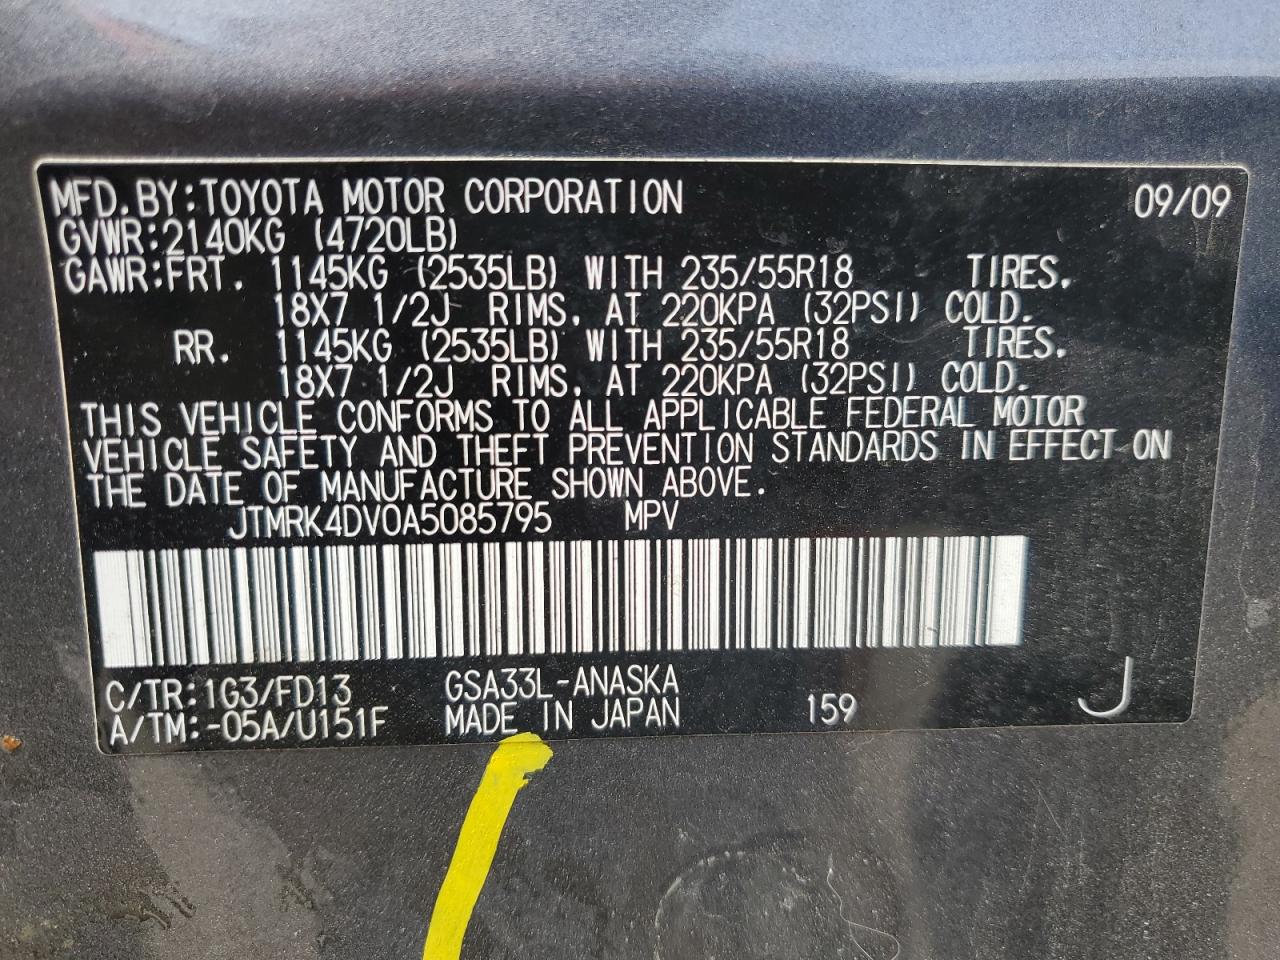 MFD.BY:TOYOTA MOTOR CORPORATION 09/09
GVWR:2140KG (4720LB)
GAWR:FRT. 1145KG (2535LB) WITH 235/55R18 TIRES.
18X7 1/2J RIMS, AT 220KPA (32PSI) COLD.
RR. 1145KG (2535LB) WITH 235/55R18 TIRES.
18X7 1/2J RIMS, AT 220KPA (32PSI) COLD.
THIS VEHICLE CONFORMS TO ALL APPLICABLE FEDERAL MOTOR
VEHICLE SAFETY AND THEFT PREVENTION STANDARDS IN EFFECT ON
THE DATE OF MANUFACTURE SHOWN ABOVE.
JTMRK4DV0A5085795 MPV
C/TR:1G3/FD13 GSA33L-ANASKA
A/TM:-05A/U151F MADE IN JAPAN 159 J